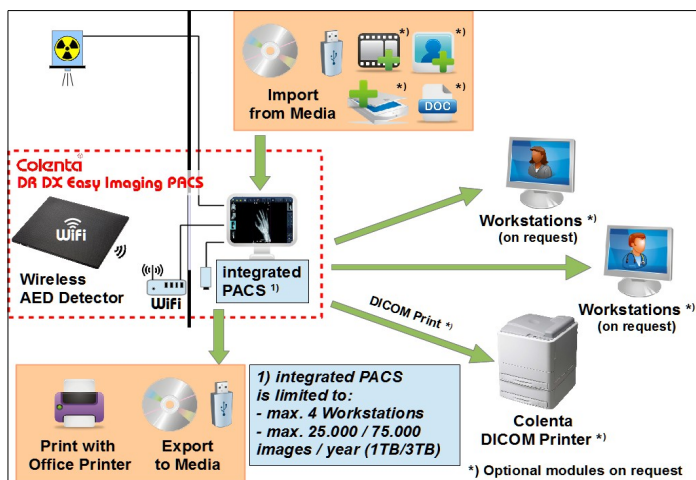 *)
*)
Import
from Media
*)
*)
DOC
Colenta®
DR DX Easy Imaging PACS
WiFi
Wireless
AED Detector
WiFi
integrated
PACS 1)
Workstations *)
(on request)
Workstations *)
(on request)
DICOM Print *)
Colenta
DICOM Printer *)
Print with
Office Printer
Export
to Media
1) integrated PACS
is limited to:
- max. 4 Workstations
- max. 25.000 / 75.000
images / year (1TB/3TB)
*) Optional modules on request